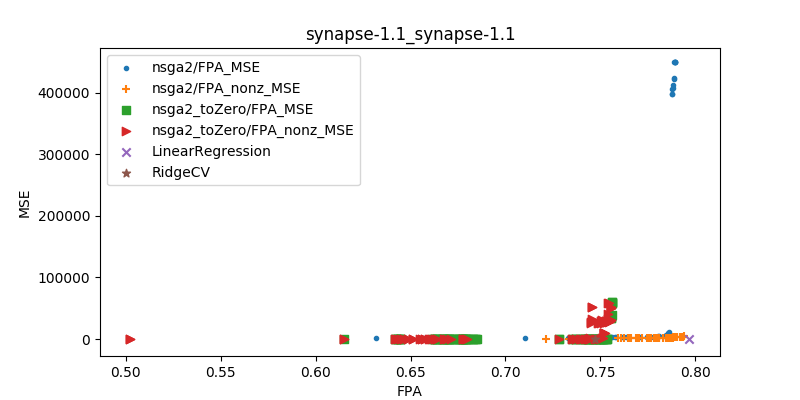 synapse-1.1_synapse-1.1
nsga2/FPA_MSE
nsga2/FPA_nonz_MSE
nsga2_toZero/FPA_MSE
nsga2_toZero/FPA_nonz_MSE
LinearRegression
RidgeCV
400000
300000
200000
100000
0
MSE
0.50 0.55 0.60 0.65 0.70 0.75 0.80
FPA